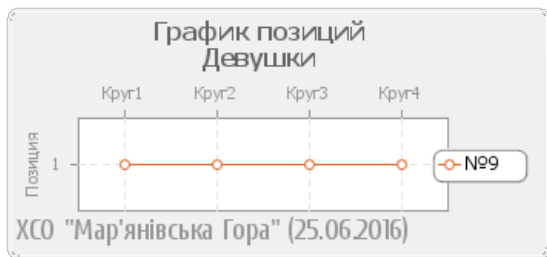 График позиций
Девушки
Круг1 Круг2 Круг3 Круг4
Позиция
1
№9
ХСО "Мар'янівська Гора" (25.06.2016)